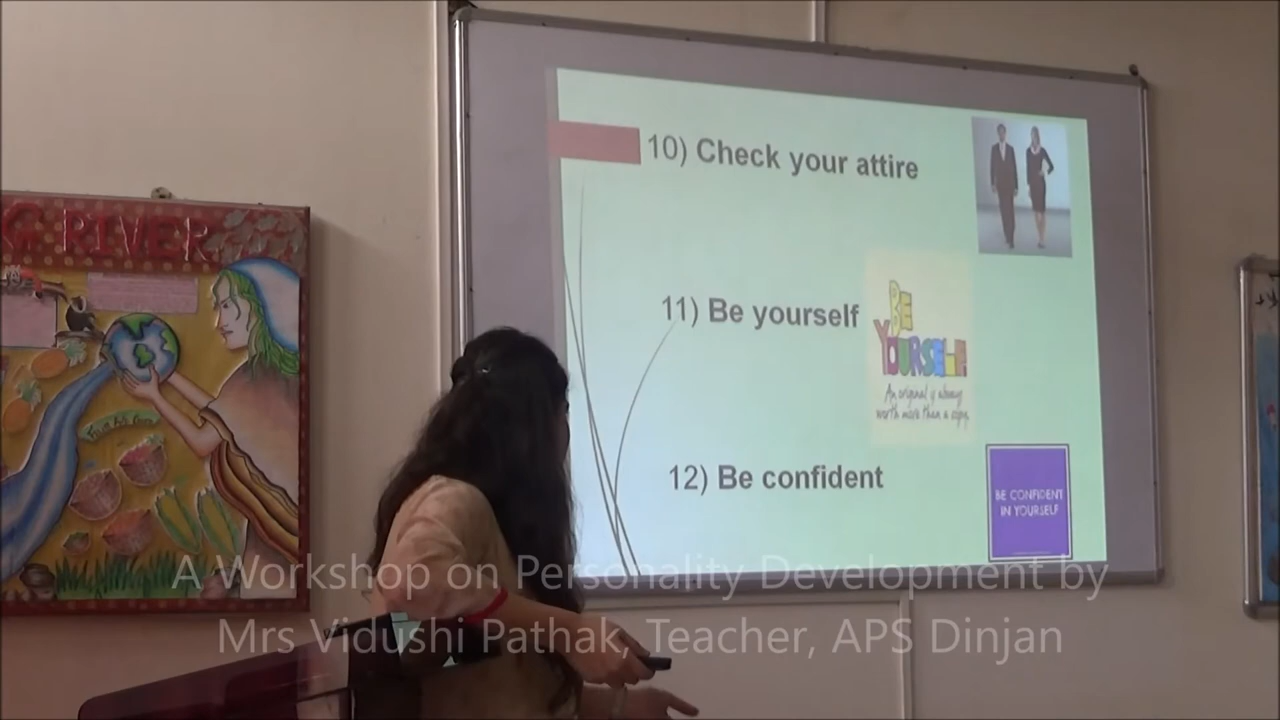 G RIVER
10) Check your attire
11) Be yourself
BE
YOURSELF
An original is always
worth more than a copy.
12) Be confident
BE CONFIDENT
IN YOURSELF
A Workshop on Personality Development by
Mrs Vidushi Pathak, Teacher, APS Dinjan